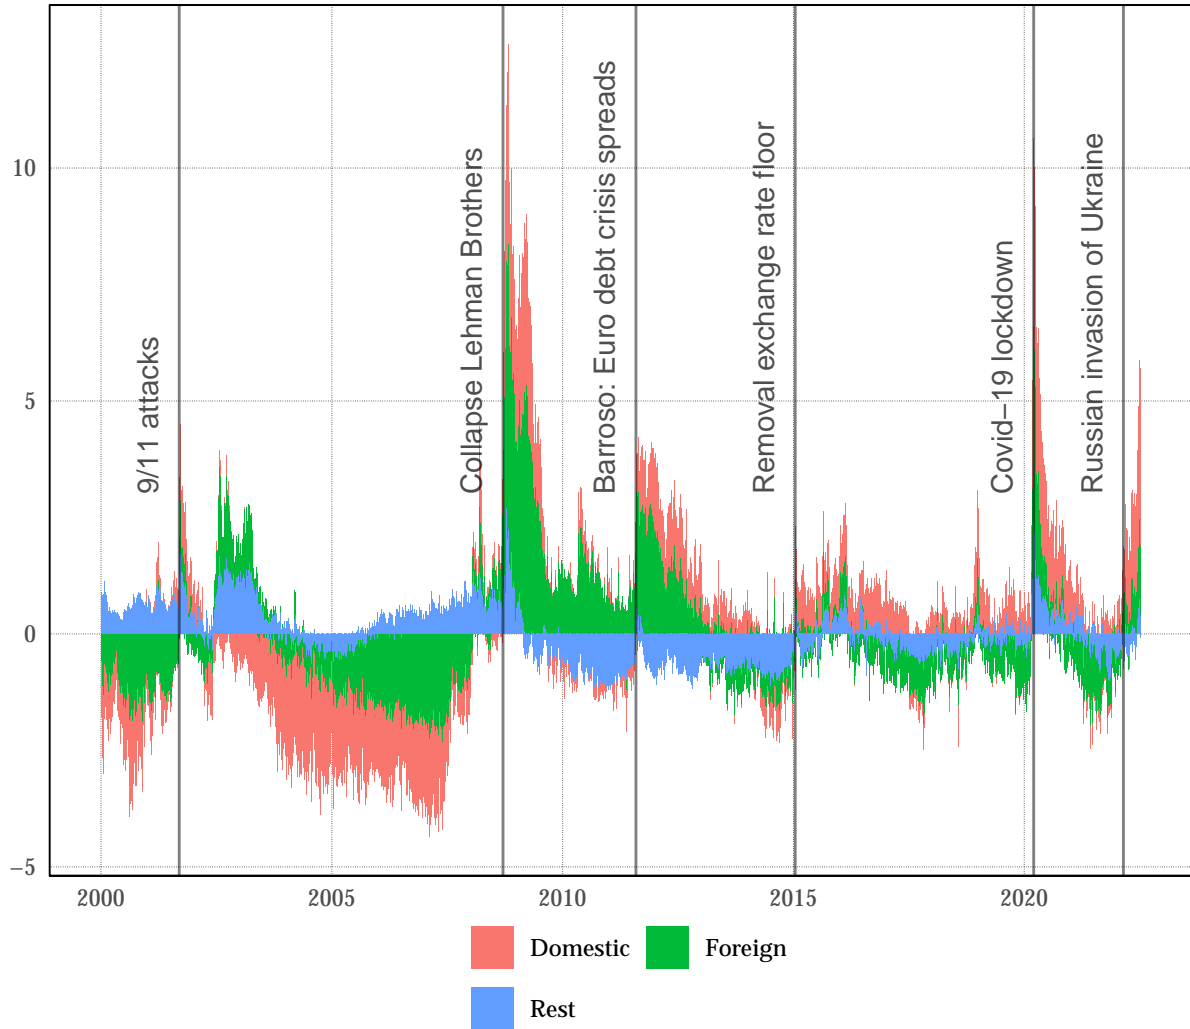 10
5
0
−5
9/11 attacks
Collapse Lehman Brothers
Barroso: Euro debt crisis spreads
Removal exchange rate floor
Covid−19 lockdown
Russian invasion of Ukraine
2000
2005
2010
2015
2020
Domestic
Foreign
Rest